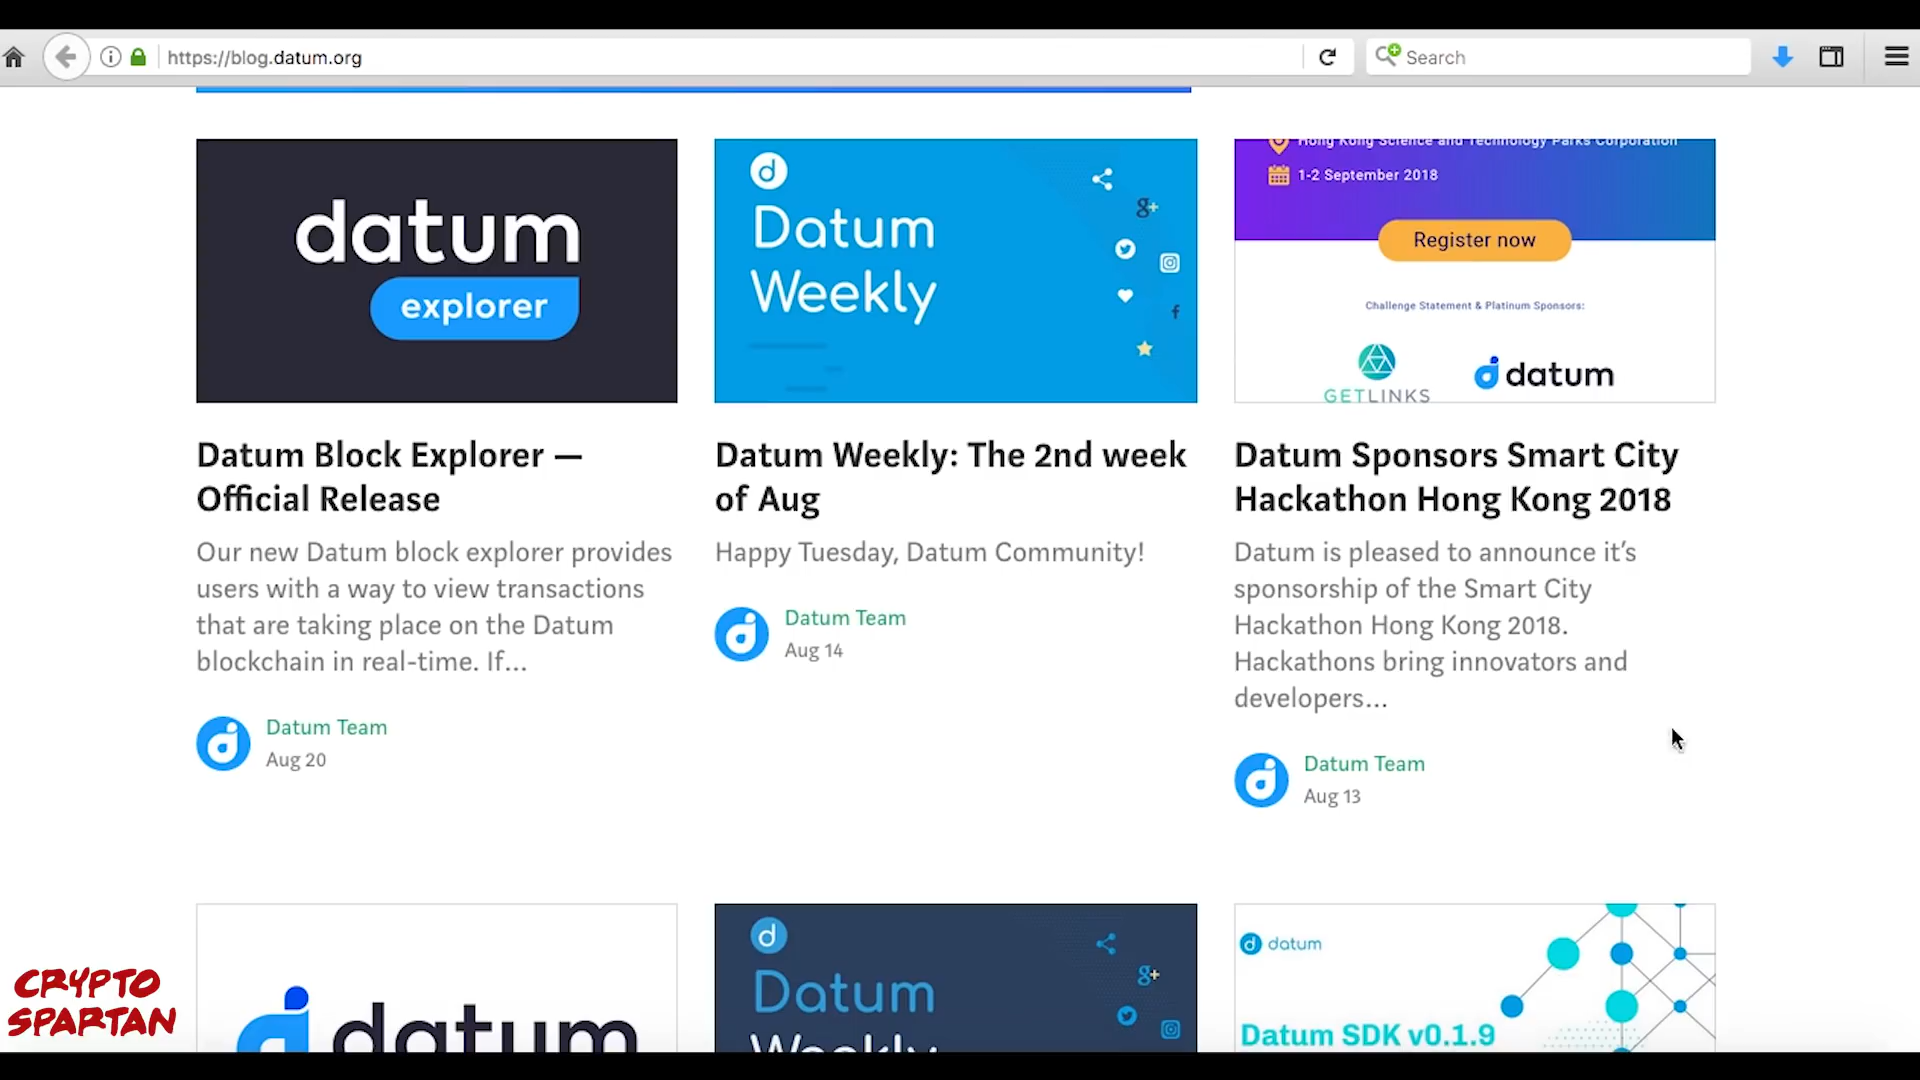 https://blog.datum.org
Search
datum
explorer
Datum
Weekly
Hong Kong Science and Technology Parks Corporation
1-2 September 2018
Register now
Challenge Statement & Platinum Sponsors:
GETLINKS
datum
Datum Block Explorer —
Official Release
Our new Datum block explorer provides
users with a way to view transactions
that are taking place on the Datum
blockchain in real-time. If...
Datum Team
Aug 20
Datum Weekly: The 2nd week
of Aug
Happy Tuesday, Datum Community!
Datum Team
Aug 14
Datum Sponsors Smart City
Hackathon Hong Kong 2018
Datum is pleased to announce it’s
sponsorship of the Smart City
Hackathon Hong Kong 2018.
Hackathons bring innovators and
developers...
Datum Team
Aug 13
datum
Datum
Weekly
datum
Datum SDK v0.1.9
CRYPTO
SPARTAN